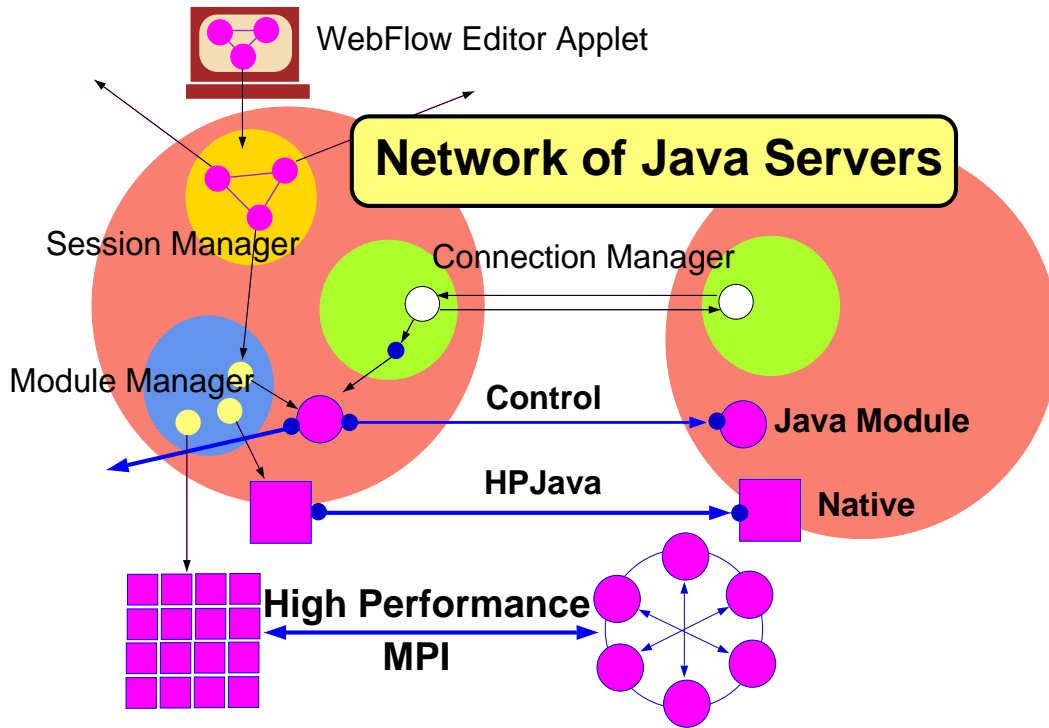 WebFlow Editor Applet
Network of Java Servers
Session Manager
Connection Manager
Module Manager
Control
Java Module
HPJava
Native
High Performance
MPI